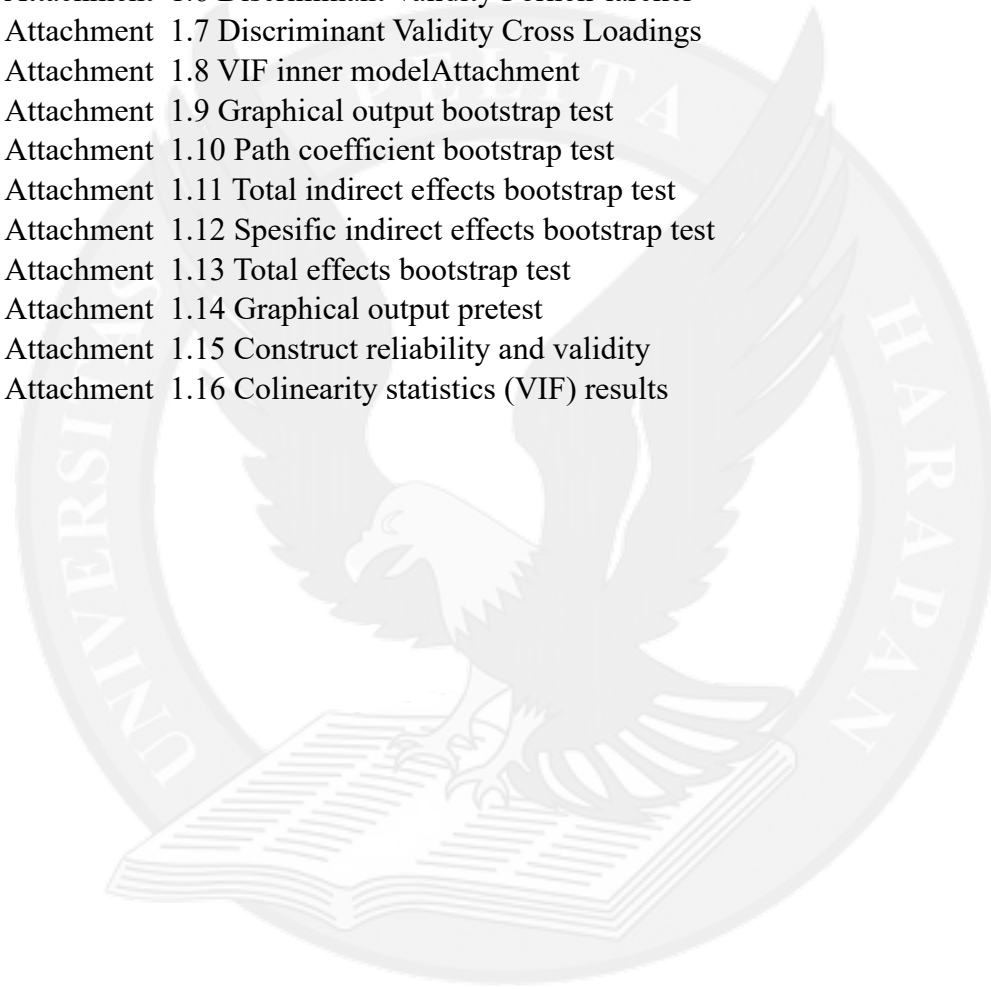 Attachment 1.7 Discriminant Validity Cross Loadings
Attachment 1.8 VIF inner modelAttachment
Attachment 1.9 Graphical output bootstrap test
Attachment 1.10 Path coefficient bootstrap test
Attachment 1.11 Total indirect effects bootstrap test
Attachment 1.12 Spesific indirect effects bootstrap test
Attachment 1.13 Total effects bootstrap test
Attachment 1.14 Graphical output pretest
Attachment 1.15 Construct reliability and validity
Attachment 1.16 Colinearity statistics (VIF) results
UNIVERSITAS PELITA HARAPAN